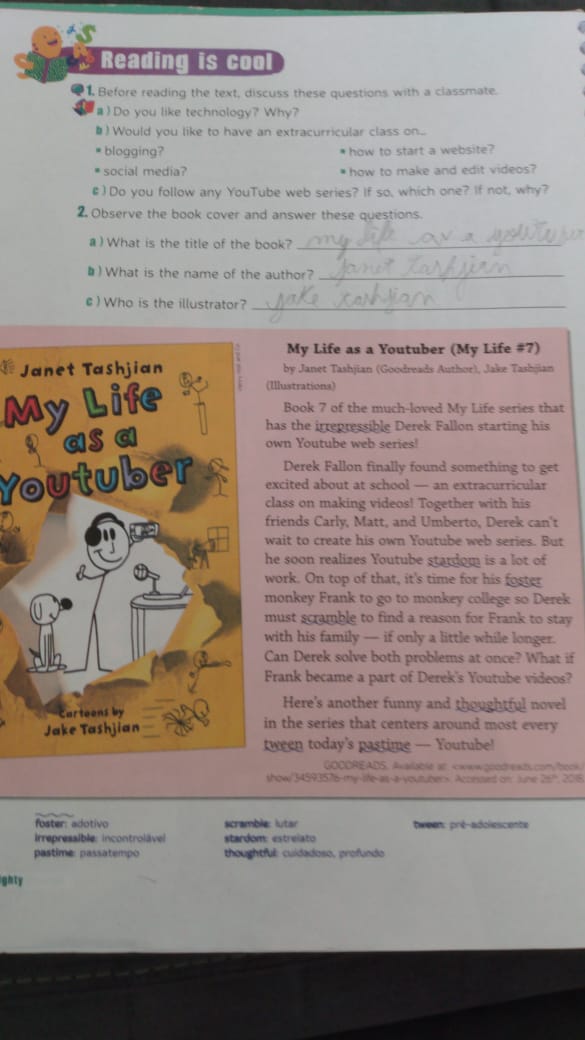 Reading is cool
1. Before reading the text, discuss these questions with a classmate.
a) Do you like technology? Why?
b) Would you like to have an extracurricular class on...
• blogging?
• how to start a website?
• social media?
• how to make and edit videos?
c) Do you follow any YouTube web series? If so, which one? If not, why?
2. Observe the book cover and answer these questions.
a) What is the title of the book? my life as a youtuber
b) What is the name of the author? janet tashjian
c) Who is the illustrator? jake tashjian
Janet Tashjian
My Life
as a
Youtuber
Cartoons by
Jake Tashjian
My Life as a Youtuber (My Life #7)
by Janet Tashjian (Goodreads Author), Jake Tashjian
(Illustrations)
Book 7 of the much-loved My Life series that
has the irrepressible Derek Fallon starting his
own Youtube web series!
Derek Fallon finally found something to get
excited about at school — an extracurricular
class on making videos! Together with his
friends Carly, Matt, and Umberto, Derek can't
wait to create his own Youtube web series. But
he soon realizes Youtube stardom is a lot of
work. On top of that, it's time for his foster
monkey Frank to go to monkey college so Derek
must scramble to find a reason for Frank to stay
with his family — if only a little while longer.
Can Derek solve both problems at once? What if
Frank became a part of Derek's Youtube videos?
Here's another funny and thoughtful novel
in the series that centers around most every
tween today's pastime — Youtube!
GOODREADS. Available at: <www.goodreads.com/book/
show/34593576-my-life-as-a-youtuber>. Accessed on: June 26th, 2018
foster: adotivo
irrepressible: incontrolável
pastime: passatempo
scramble: lutar
stardom: estrelato
thoughtful: cuidadoso, profundo
tween: pré-adolescente
ghty